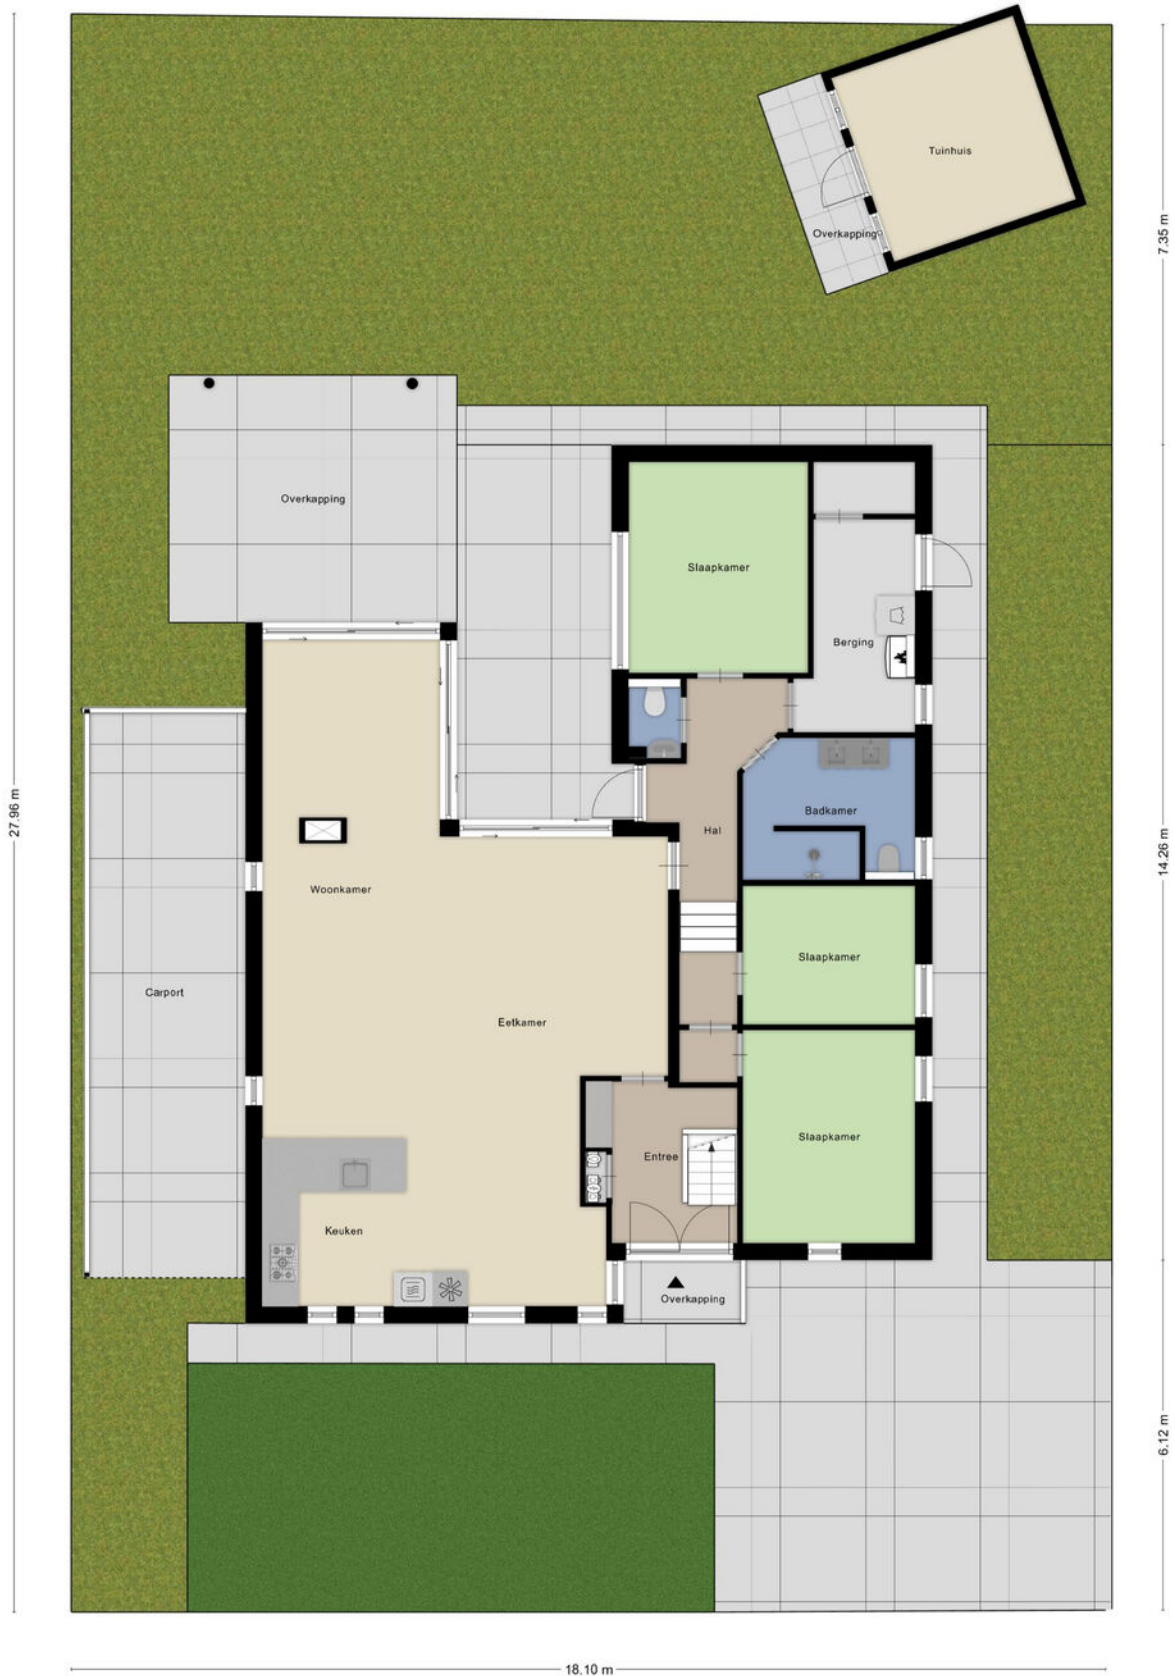 Tuinhuis
Overkapping
7.35 m
Overkapping
Slaapkamer
Berging
27.96 m
Badkamer
Hal
14.26 m
Woonkamer
Slaapkamer
Carport
Eetkamer
Slaapkamer
Entree
Keuken
Overkapping
6.12 m
18.10 m